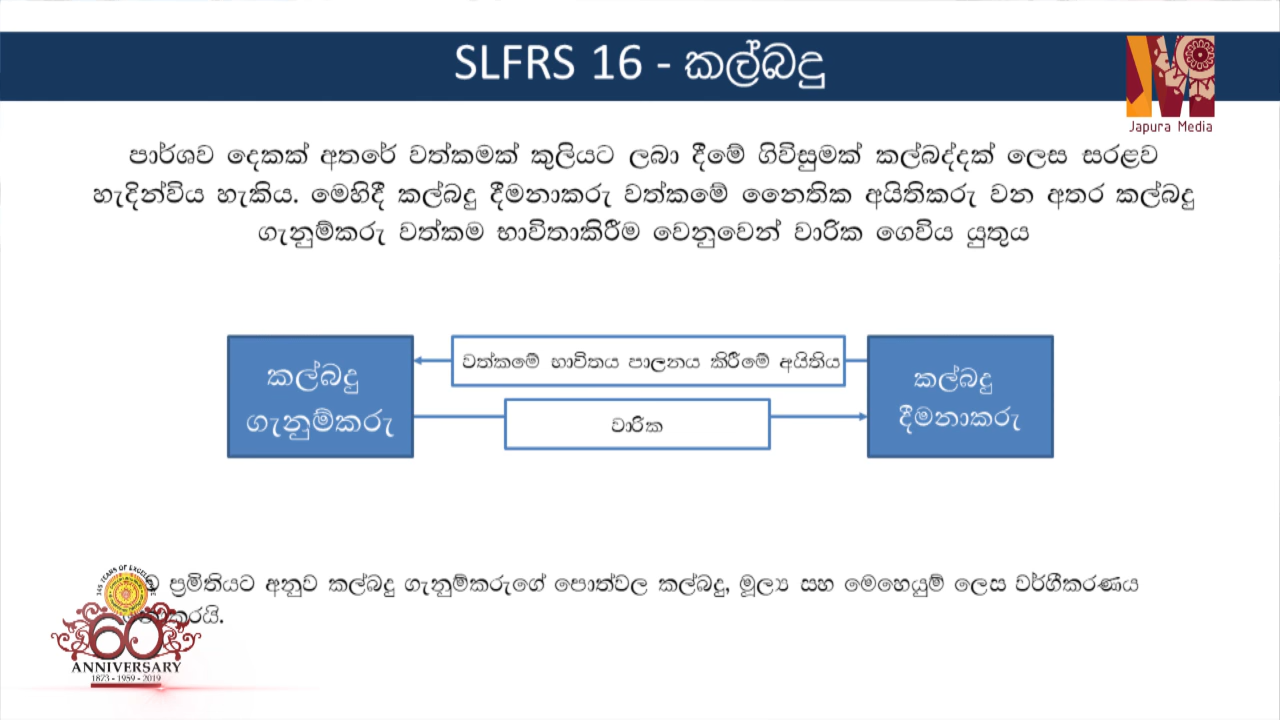 SLFRS 16 - කල්බදු
Japura Media
පාර්ශව දෙකක් අතරේ වත්කමක් කුලියට ලබා දීමේ ගිවිසුමක් කල්බද්දක් ලෙස සරළව
හැදින්විය හැකිය. මෙහිදී කල්බදු දීමනාකරු වත්කමේ නෛතික අයිතිකරු වන අතර කල්බදු
ගැනුම්කරු වත්කම භාවිතාකිරීම වෙනුවෙන් වාරික ගෙවිය යුතුය
කල්බදු
ගැනුම්කරු
වත්කමේ භාවිතය පාලනය කිරීමේ අයිතිය
වාරික
කල්බදු
දීමනාකරු
ප්‍රමිතියට අනුව කල්බදු ගැනුම්කරුගේ පොත්වල කල්බදු, මූල්‍ය සහ මෙහෙයුම් ලෙස වර්ගීකරණය
60
ANNIVERSARY
1873 - 1959 - 2019